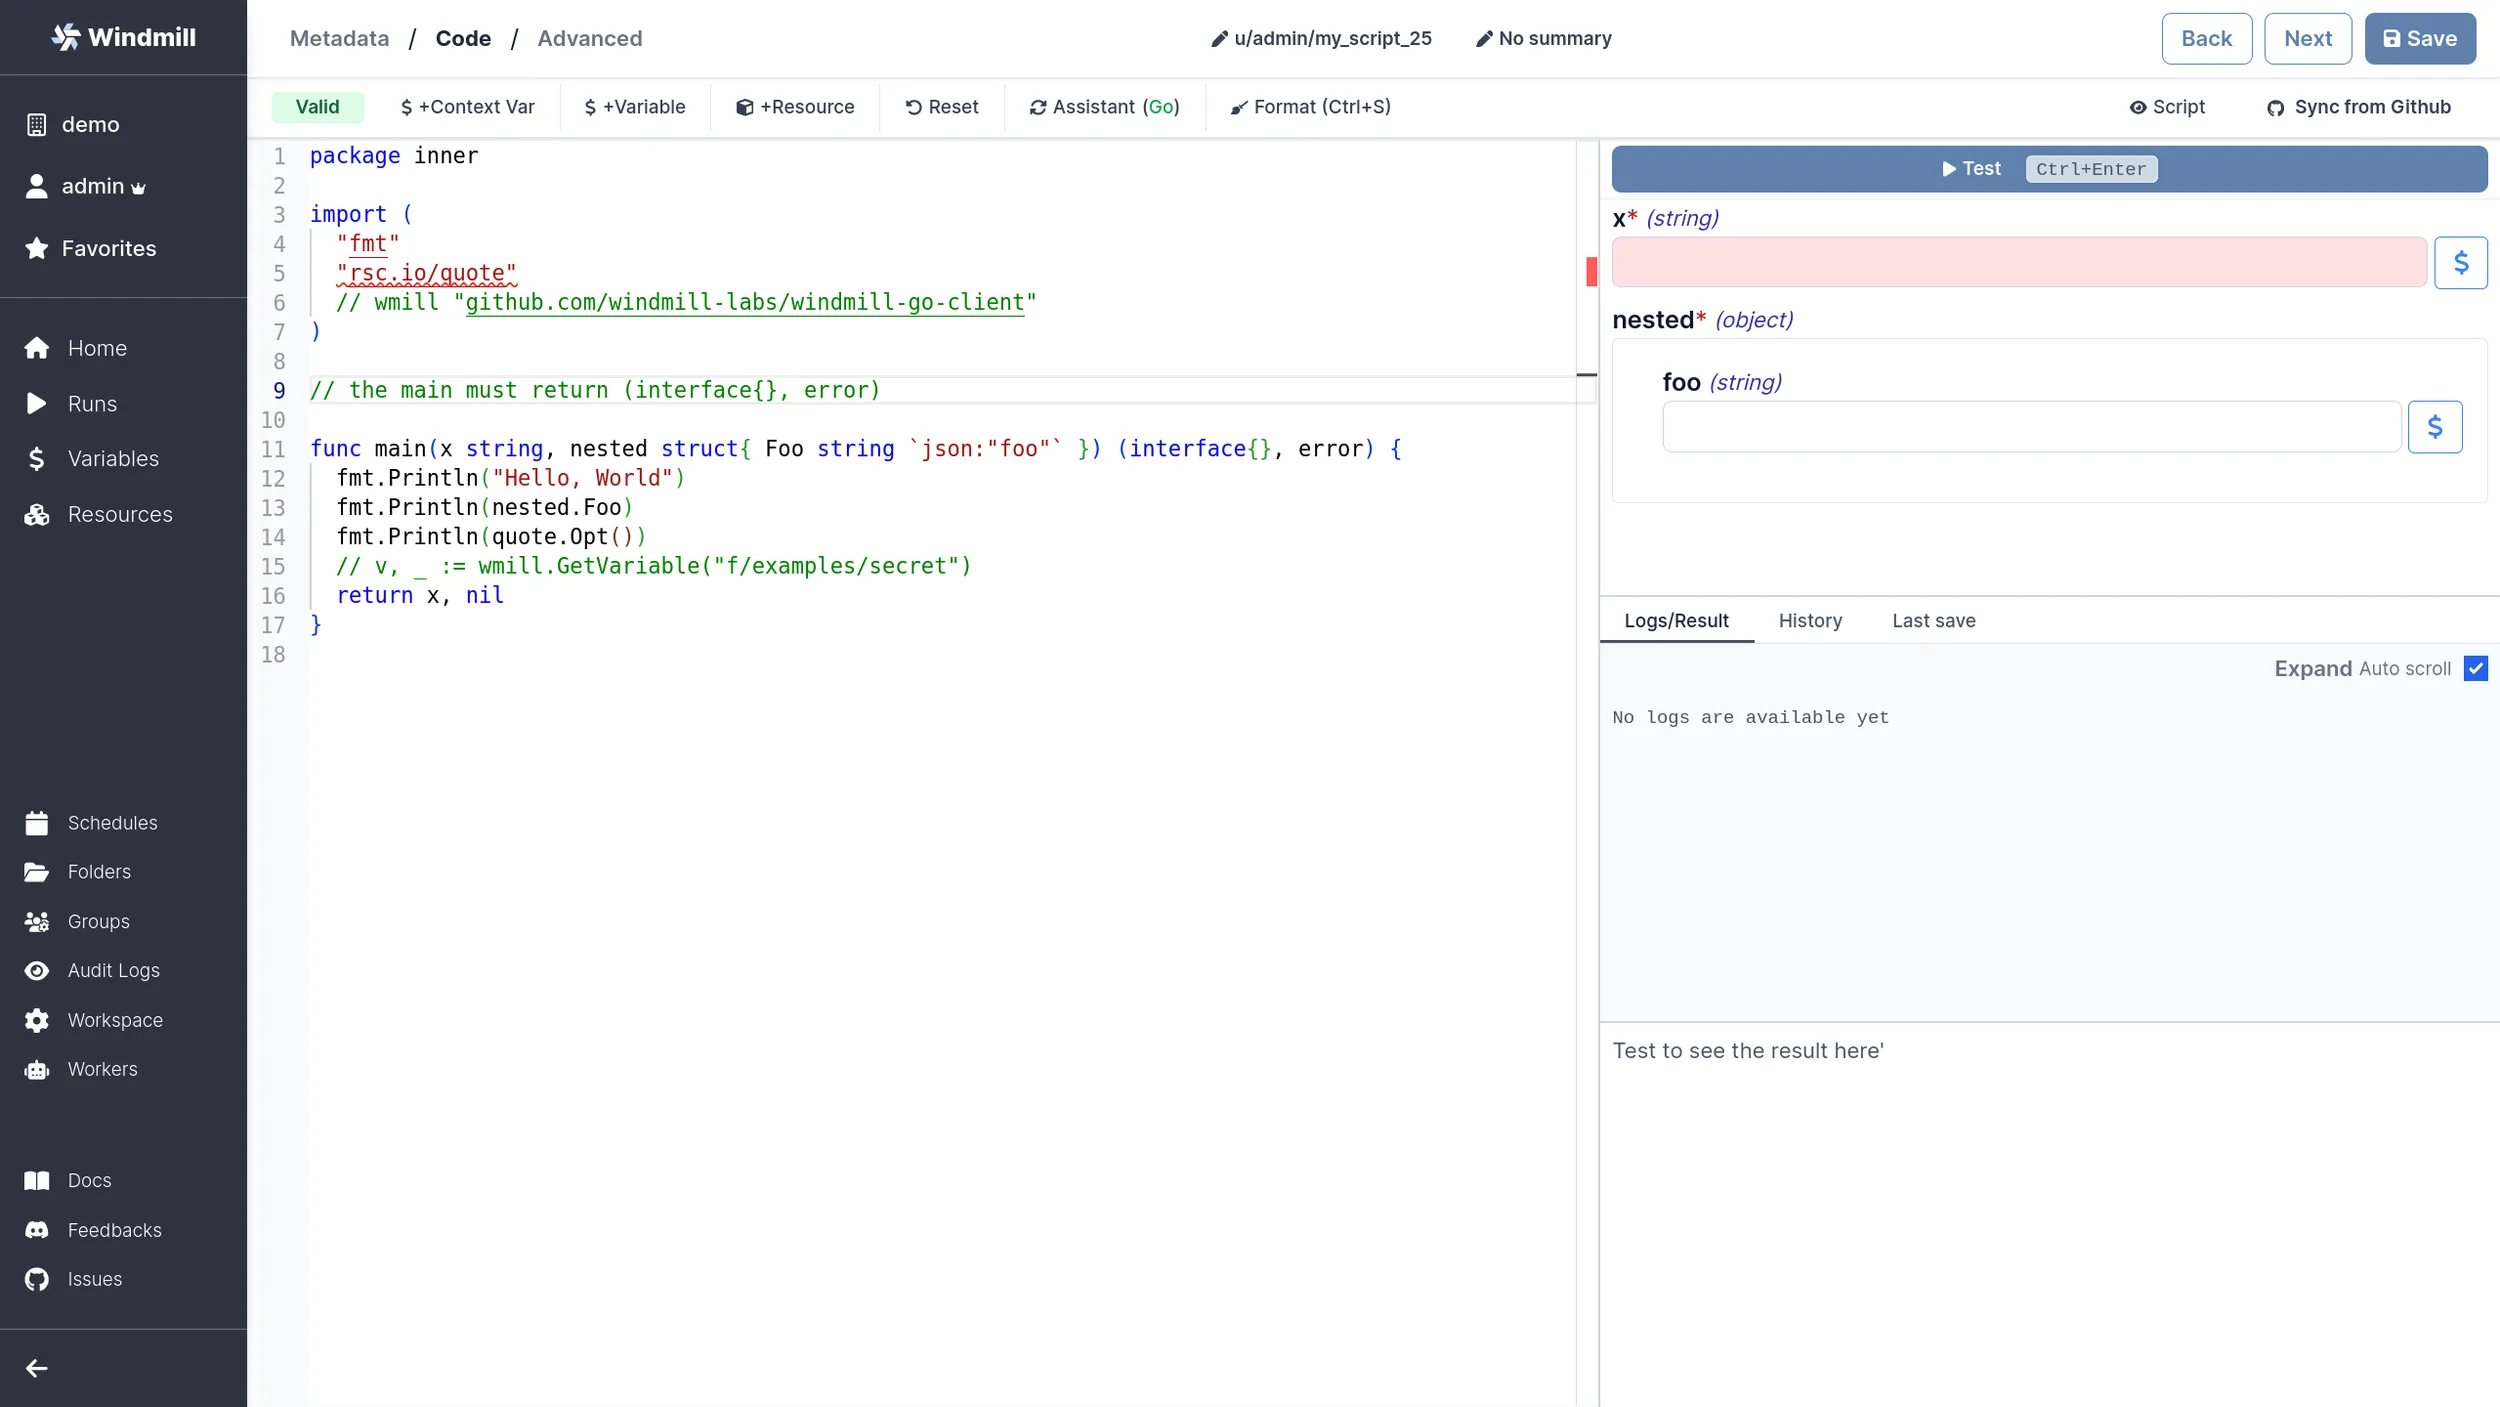 Windmill
demo
admin
Favorites
Home
Runs
Variables
Resources
Schedules
Folders
Groups
Audit Logs
Workspace
Workers
Docs
Feedbacks
Issues
Metadata / Code / Advanced
u/admin/my_script_25
No summary
Back
Next
Save
Valid
$ +Context Var
$ +Variable
+Resource
Reset
Assistant (Go)
Format (Ctrl+S)
Script
Sync from Github
1 package inner
2
3 import (
4 "fmt"
5 "rsc.io/quote"
6 // wmill "github.com/windmill-labs/windmill-go-client"
7 )
8
9 // the main must return (interface{}, error)
10
11 func main(x string, nested struct{ Foo string `json:"foo"` }) (interface{}, error) {
12 fmt.Println("Hello, World")
13 fmt.Println(nested.Foo)
14 fmt.Println(quote.Opt())
15 // v, _ := wmill.GetVariable("f/examples/secret")
16 return x, nil
17 }
18
Test Ctrl+Enter
x* (string)
$
nested* (object)
foo (string)
$
Logs/Result
History
Last save
Expand Auto scroll
No logs are available yet
Test to see the result here'